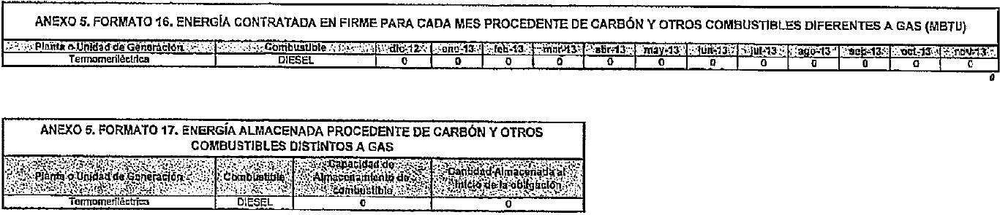 ANEXO 5. FORMATO 16. ENERGÍA CONTRATADA EN FIRME PARA CADA MES PROCEDENTE DE CARBÓN Y OTROS COMBUSTIBLES DIFERENTES A GAS (MBTU)
Planta o Unidad de Generación Combustible dic-12 ene-13 feb-13 mar-13 abr-13 may-13 jun-13 jul-13 ago-13 sep-13 oct-13 nov-13
Termomeriléctrica DIESEL 0 0 0 0 0 0 0 0 0 0 0 0
0
ANEXO 5. FORMATO 17. ENERGÍA ALMACENADA PROCEDENTE DE CARBÓN Y OTROS
COMBUSTIBLES DISTINTOS A GAS
Planta o Unidad de Generación Combustible Capacidad de Almacenamiento de combustible Cantidad Almacenada al inicio de la obligación
Termomeriléctrica DIESEL 0 0